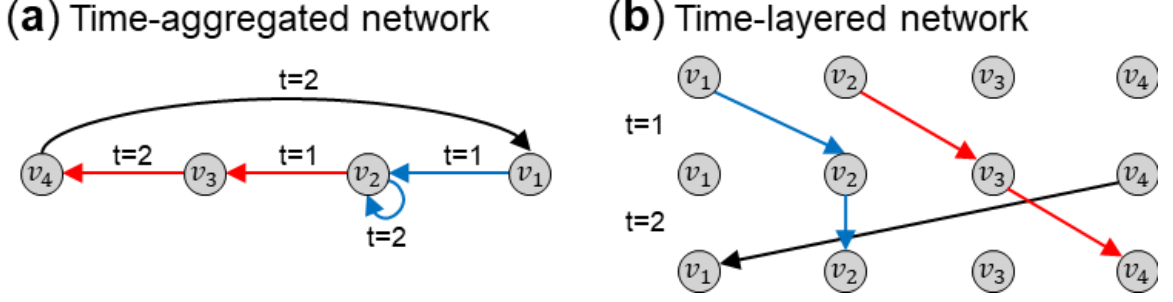 (a) Time-aggregated network
t=2
t=2
t=1
t=1
v₄
v₃
v₂
v₁
t=2
(b) Time-layered network
v₁ v₂ v₃ v₄
t=1
v₁ v₂ v₃ v₄
t=2
v₁ v₂ v₃ v₄